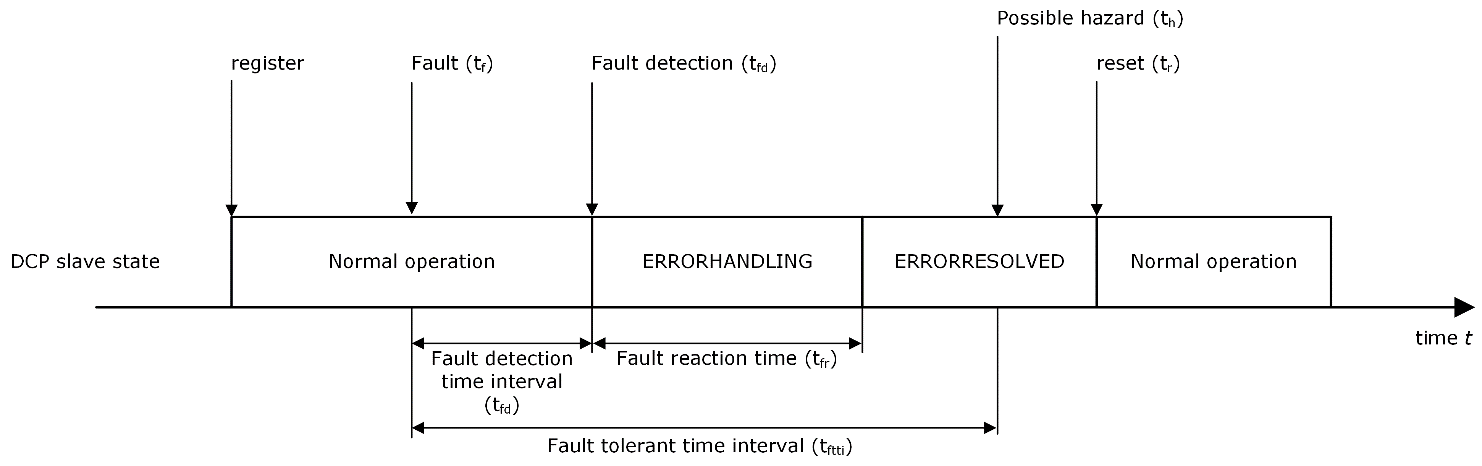 Possible hazard (th)
register
Fault (tf)
Fault detection (tfd)
reset (tr)
DCP slave state
Normal operation
ERRORHANDLING
ERRORRESOLVED
Normal operation
time t
Fault detection
time interval
(tfd)
Fault reaction time (tfr)
Fault tolerant time interval (tftti)